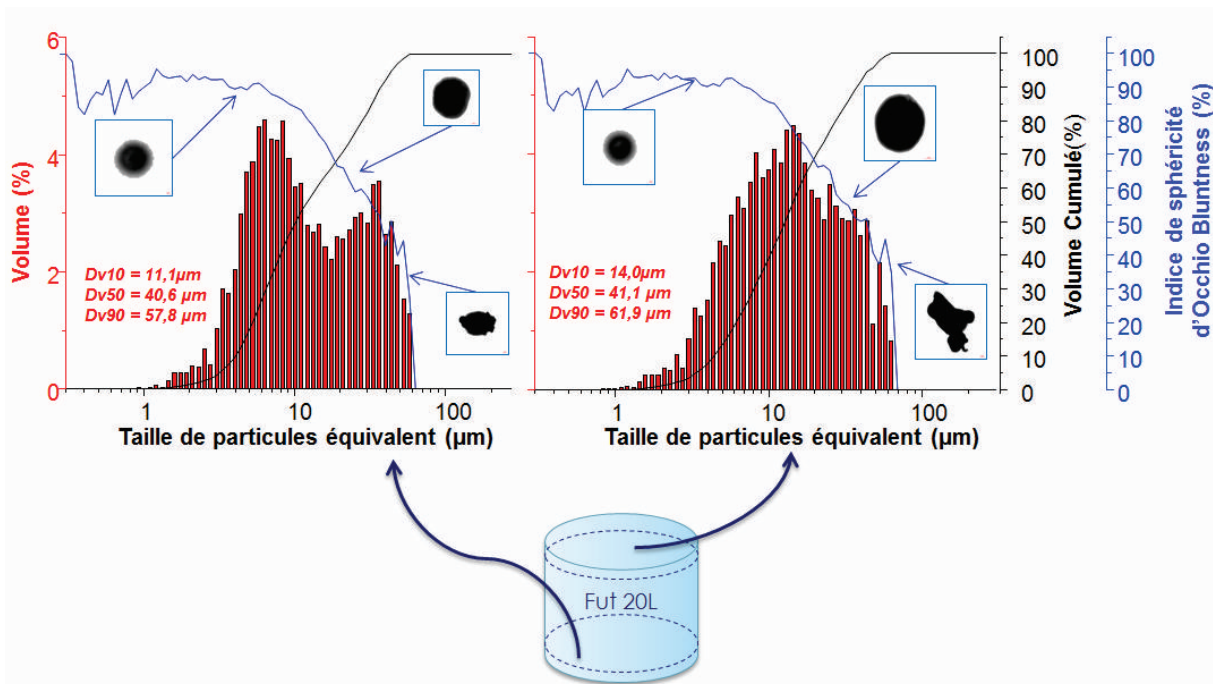 6
4
2
0
Volume (%)
Dv10 = 11,1µm
Dv50 = 40,6 µm
Dv90 = 57,8 µm
1
10
100
Taille de particules équivalent (µm)
Dv10 = 14,0µm
Dv50 = 41,1 µm
Dv90 = 61,9 µm
1
10
100
Taille de particules équivalent (µm)
100
90
80
70
60
50
40
30
20
10
0
Volume Cumulé(%)
100
90
80
70
60
50
40
30
20
10
0
Indice de sphéricité
d'Occhio Bluntness (%)
Fut 20L